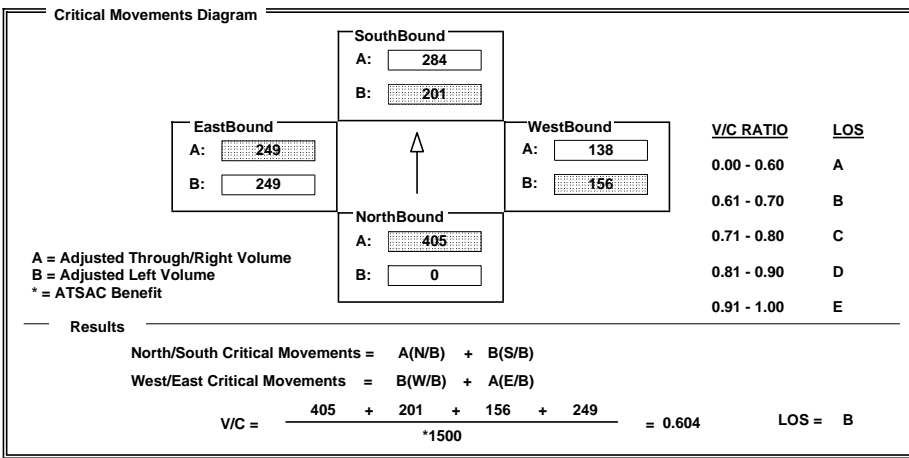 Critical Movements Diagram
SouthBound
A: 284
B: 201
EastBound
A: 249
B: 249
WestBound
A: 138
B: 156
NorthBound
A: 405
B: 0
V/C RATIO LOS
0.00 - 0.60 A
0.61 - 0.70 B
0.71 - 0.80 C
0.81 - 0.90 D
0.91 - 1.00 E
A = Adjusted Through/Right Volume
B = Adjusted Left Volume
* = ATSAC Benefit
Results
North/South Critical Movements = A(N/B) + B(S/B)
West/East Critical Movements = B(W/B) + A(E/B)
V/C = 405 + 201 + 156 + 249 = 0.604 LOS = B
*1500